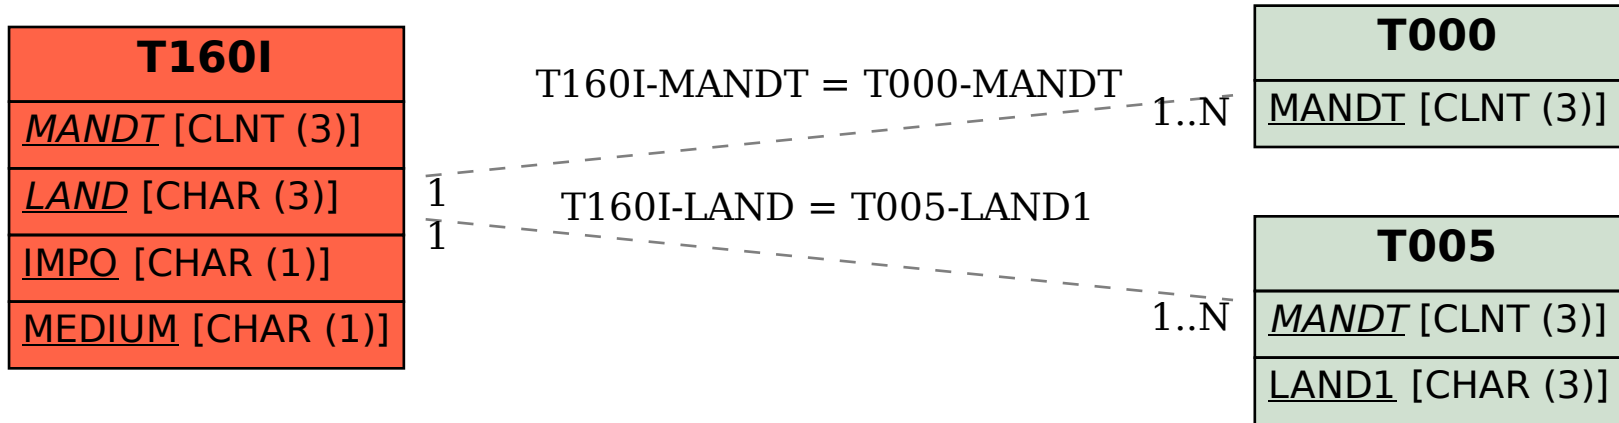 T160I
MANDT [CLNT (3)]
LAND [CHAR (3)]
IMPO [CHAR (1)]
MEDIUM [CHAR (1)]
T160I-MANDT = T000-MANDT
1..N
1
T160I-LAND = T005-LAND1
1
1..N
T000
MANDT [CLNT (3)]
T005
MANDT [CLNT (3)]
LAND1 [CHAR (3)]